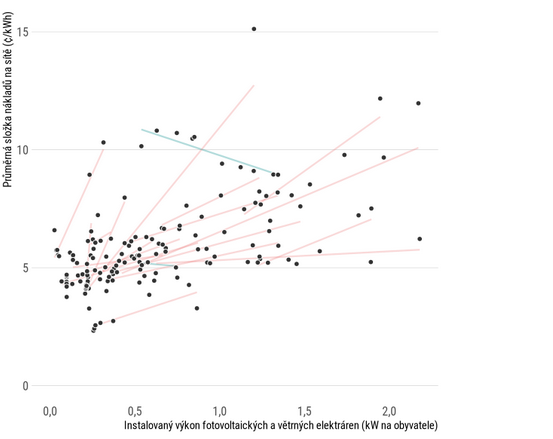 Průměrná složka nákladů na sítě (¢/kWh)
15
10
5
0
0,0 0,5 1,0 1,5 2,0
Instalovaný výkon fotovoltaických a větrných elektráren (kW na obyvatele)